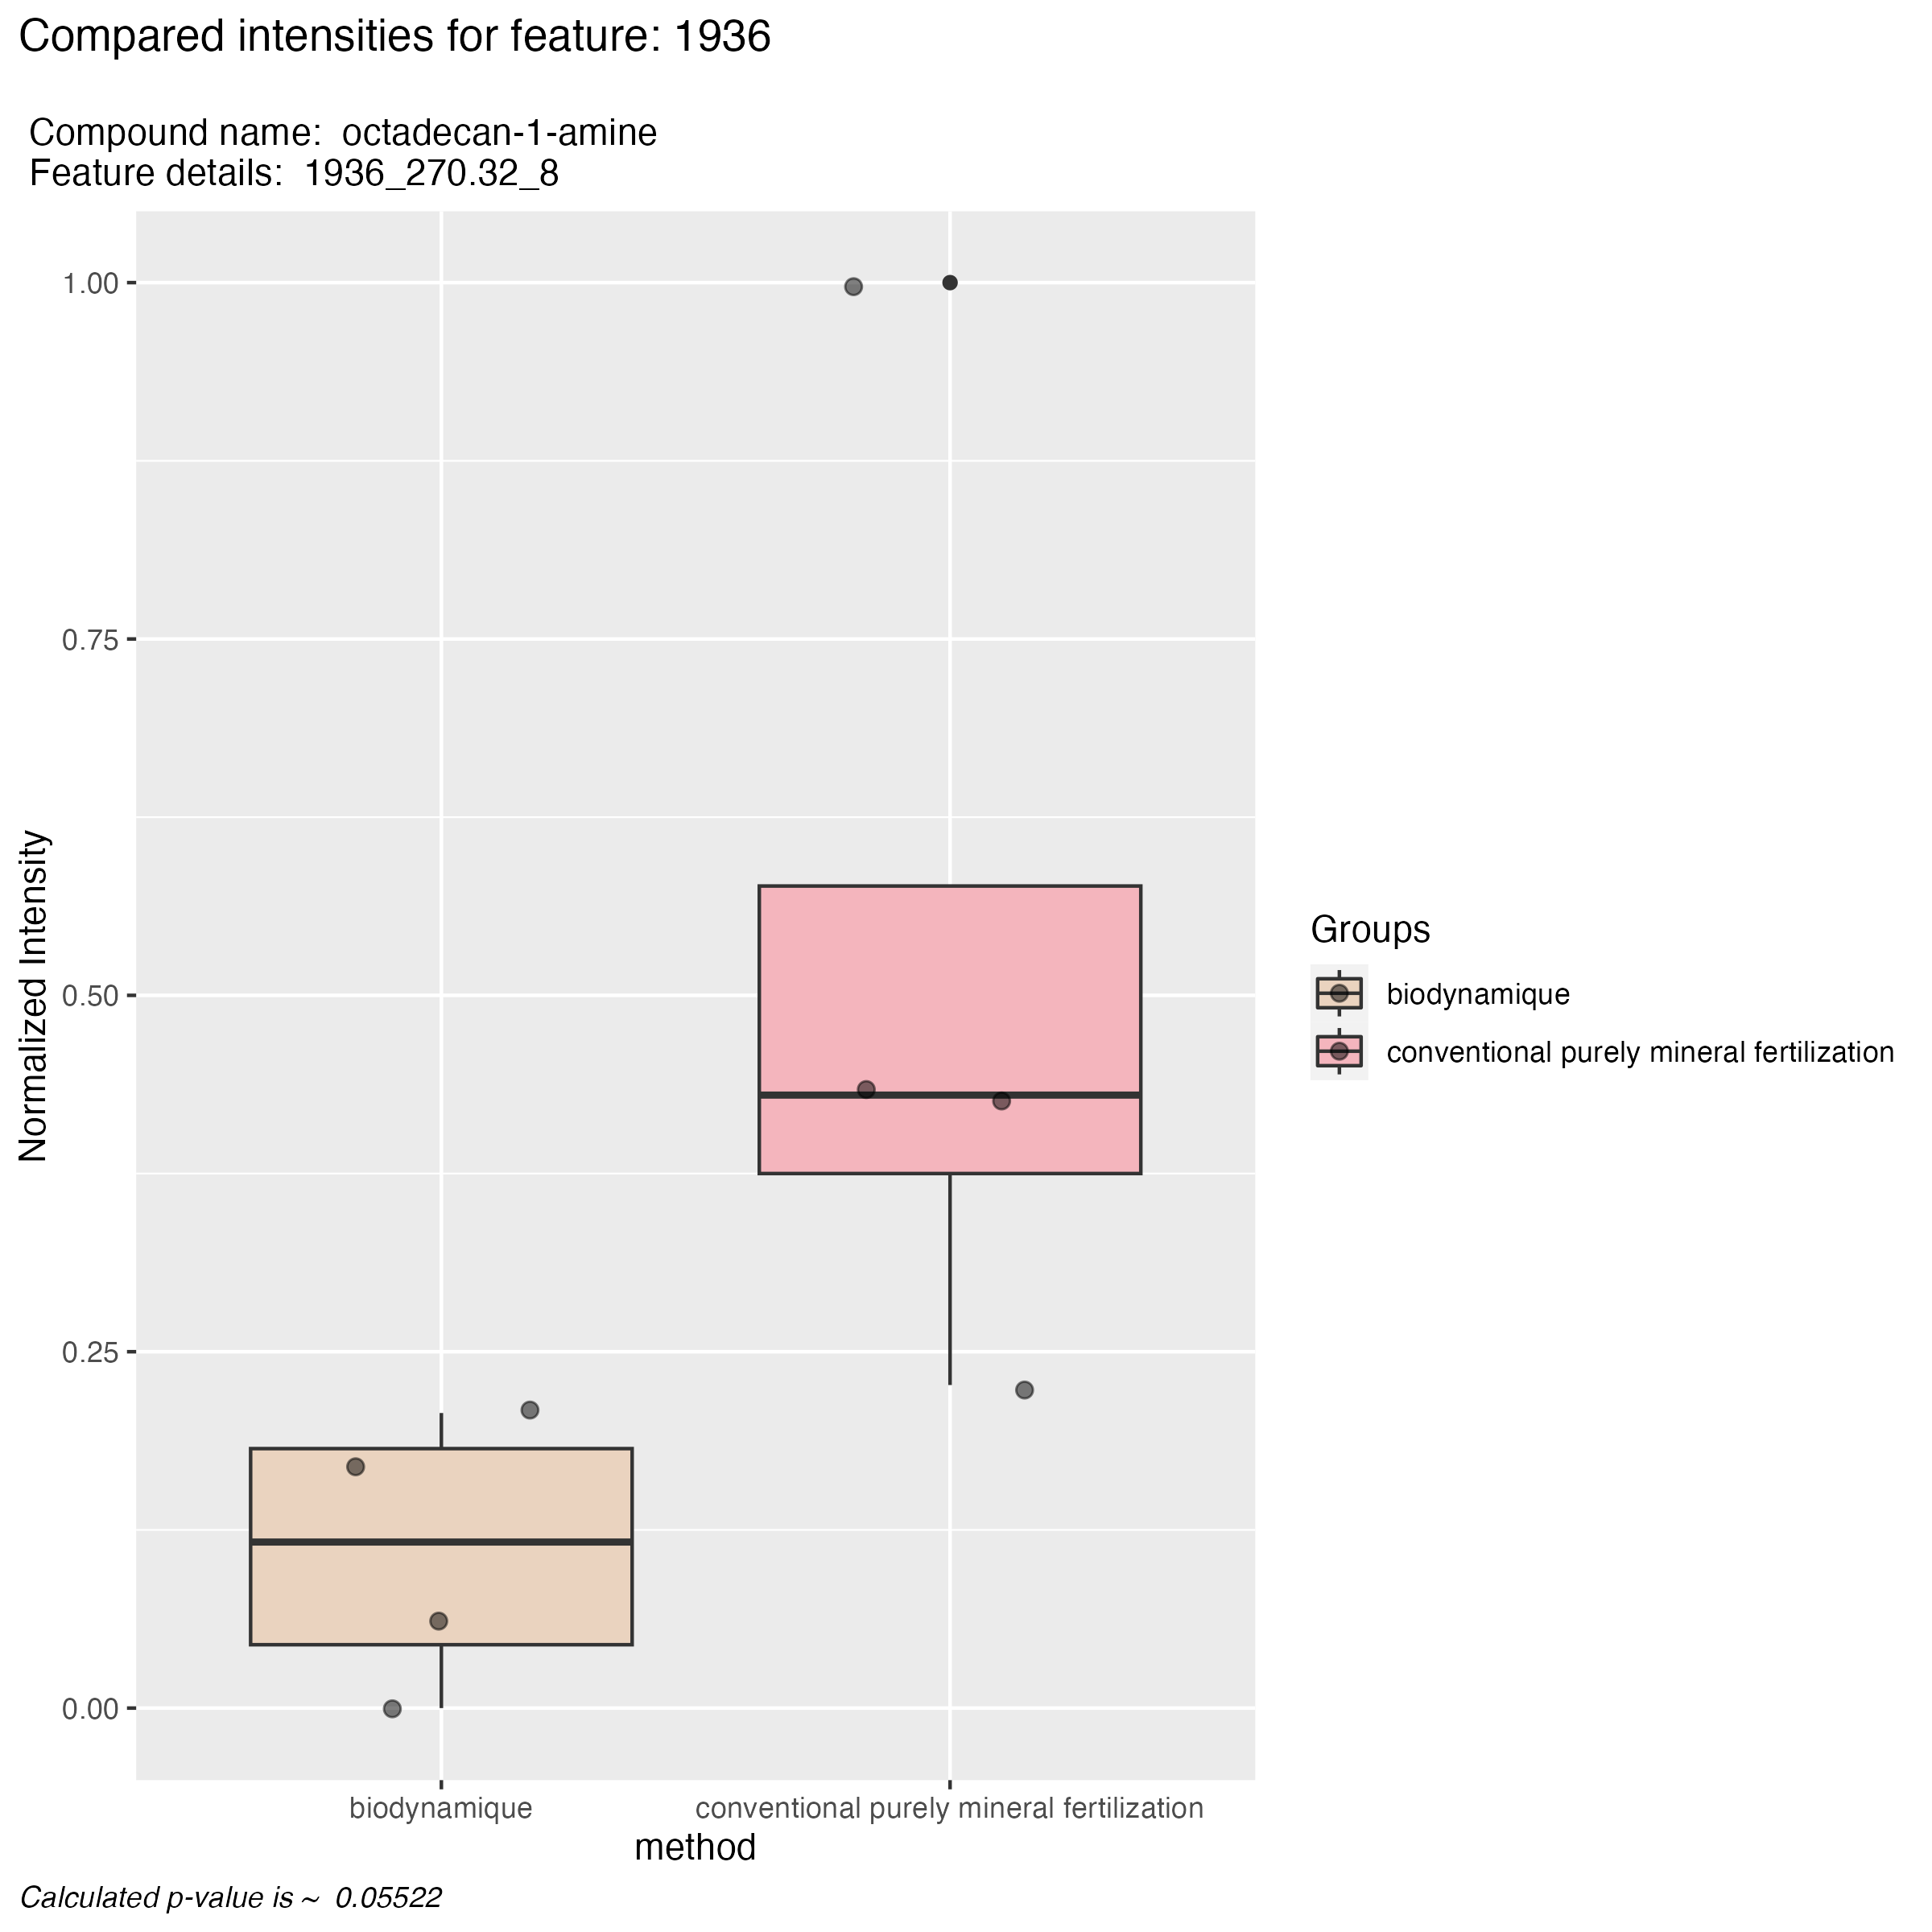 Compared intensities for feature: 1936
Compound name:  octadecan-1-amine
Feature details:  1936_270.32_8
Normalized Intensity
1.00
0.75
0.50
0.25
0.00
biodynamique
conventional purely mineral fertilization
method
Groups
biodynamique
conventional purely mineral fertilization
Calculated p-value is ~  0.05522